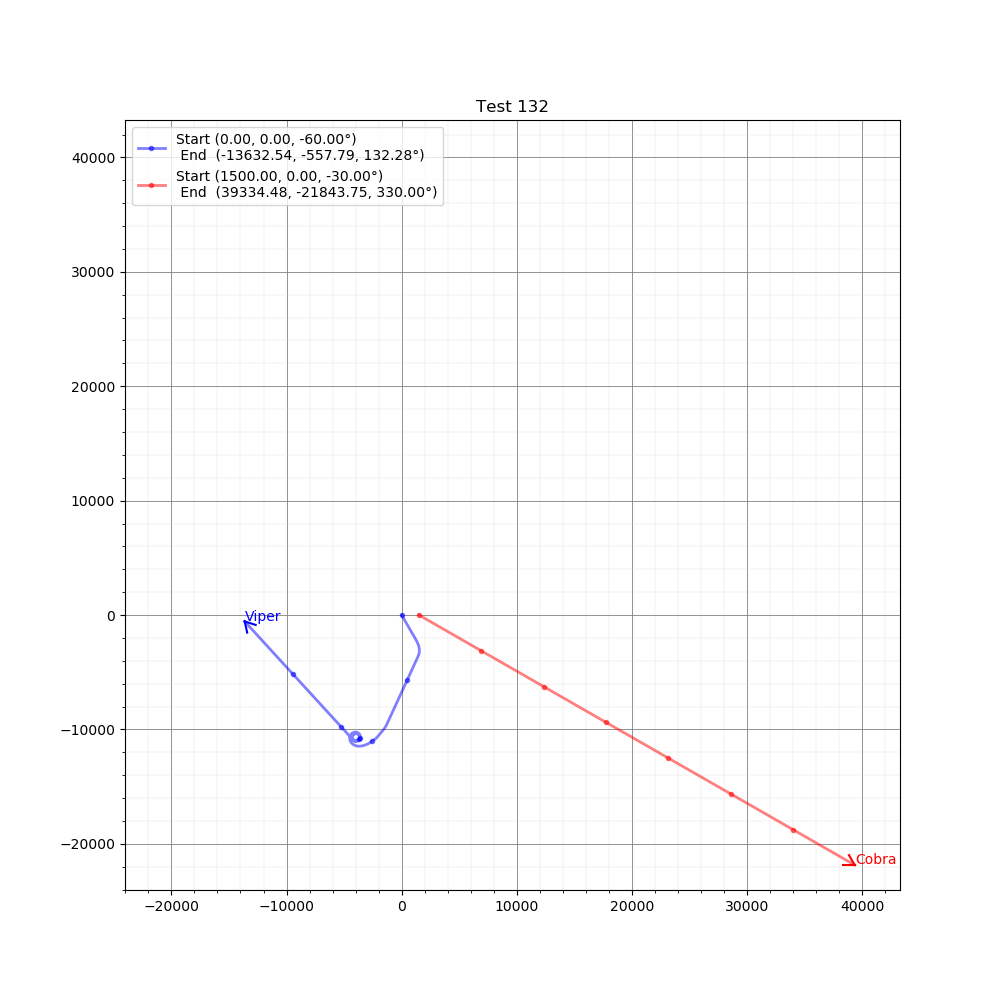 Test 132
Start (0.00, 0.00, -60.00°)
End (-13632.54, -557.79, 132.28°)
Start (1500.00, 0.00, -30.00°)
End (39334.48, -21843.75, 330.00°)
40000
30000
20000
10000
0
−10000
−20000
Viper
Cobra
−20000
−10000
0
10000
20000
30000
40000